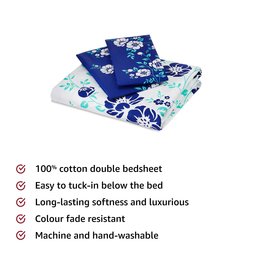 100% cotton double bedsheet
Easy to tuck-in below the bed
Long-lasting softness and luxurious
Colour fade resistant
Machine and hand-washable